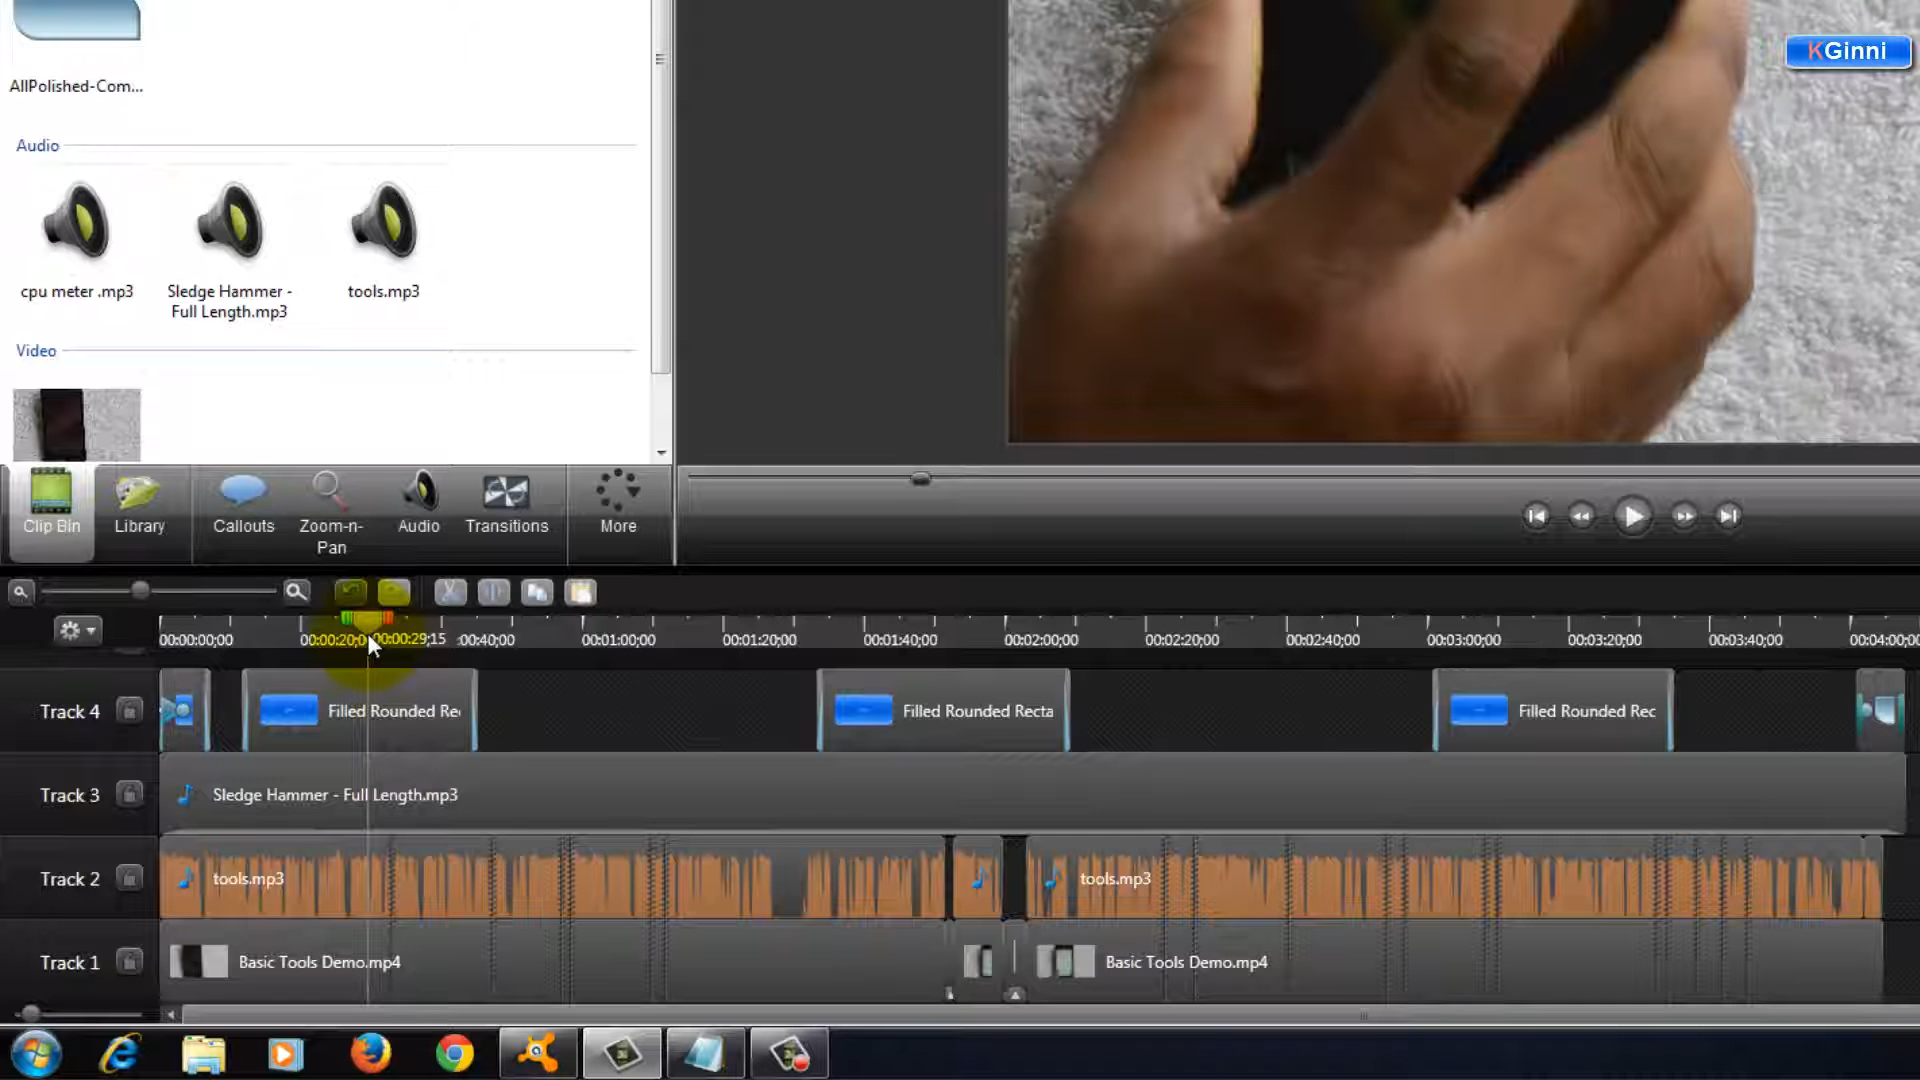 KGinni
AllPolished-Com...
Audio
cpu meter .mp3
Sledge Hammer -
Full Length.mp3
tools.mp3
Video
Clip Bin
Library
Callouts
Zoom-n-
Pan
Audio
Transitions
More
00:00:00;00
00:00:20;0
00:00:29;15
:00:40;00
00:01:00;00
00:01:20;00
00:01:40;00
00:02:00;00
00:02:20;00
00:02:40;00
00:03:00;00
00:03:20;00
00:03:40;00
00:04:00;00
Track 4
Filled Rounded Rec
Filled Rounded Recta
Filled Rounded Rec
Track 3
Sledge Hammer - Full Length.mp3
Track 2
tools.mp3
tools.mp3
Track 1
Basic Tools Demo.mp4
Basic Tools Demo.mp4